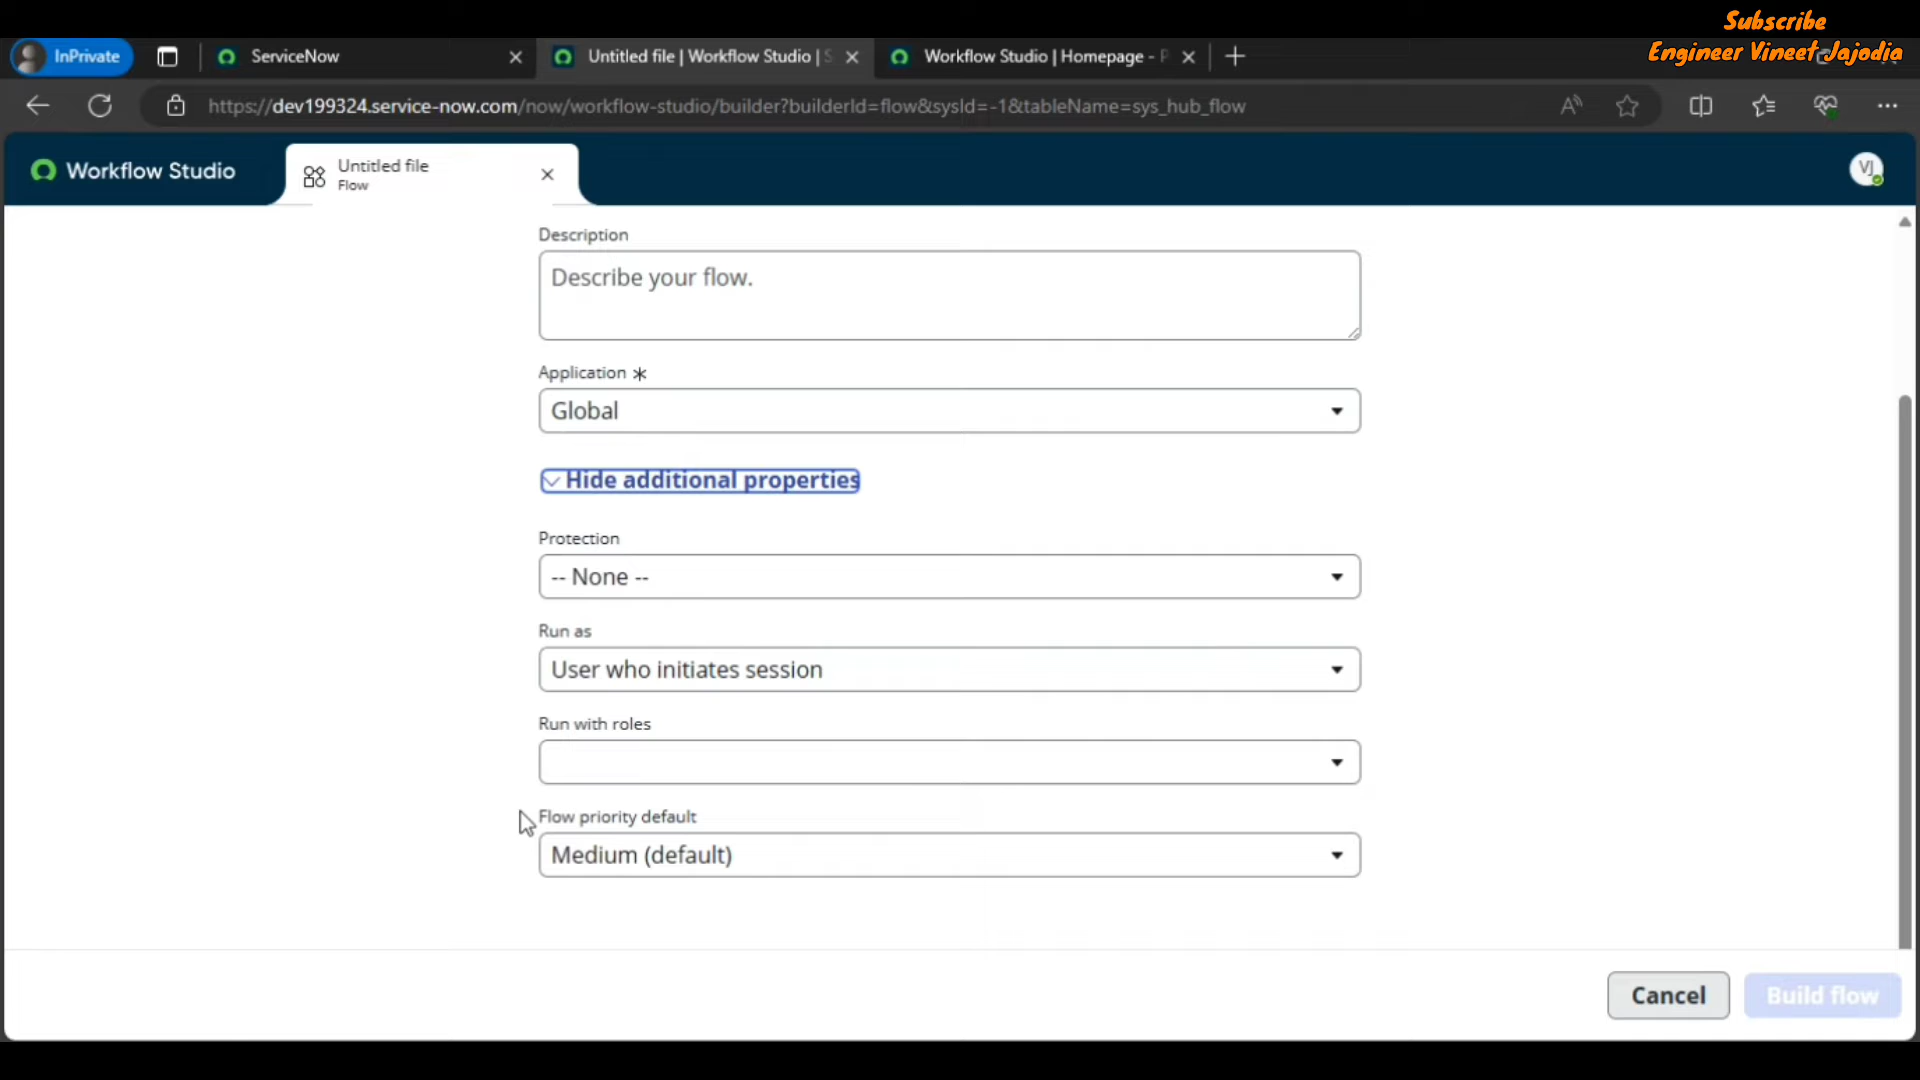 Subscribe
Engineer Vineet Jajodia
InPrivate
ServiceNow
Untitled file | Workflow Studio | S
Workflow Studio | Homepage - P
https://dev199324.service-now.com/now/workflow-studio/builder?builderId=flow&sysId=-1&tableName=sys_hub_flow
Workflow Studio
Untitled file
Flow
VJ
Description
Describe your flow.
Application *
Global
Hide additional properties
Protection
-- None --
Run as
User who initiates session
Run with roles
Flow priority default
Medium (default)
Cancel
Build flow